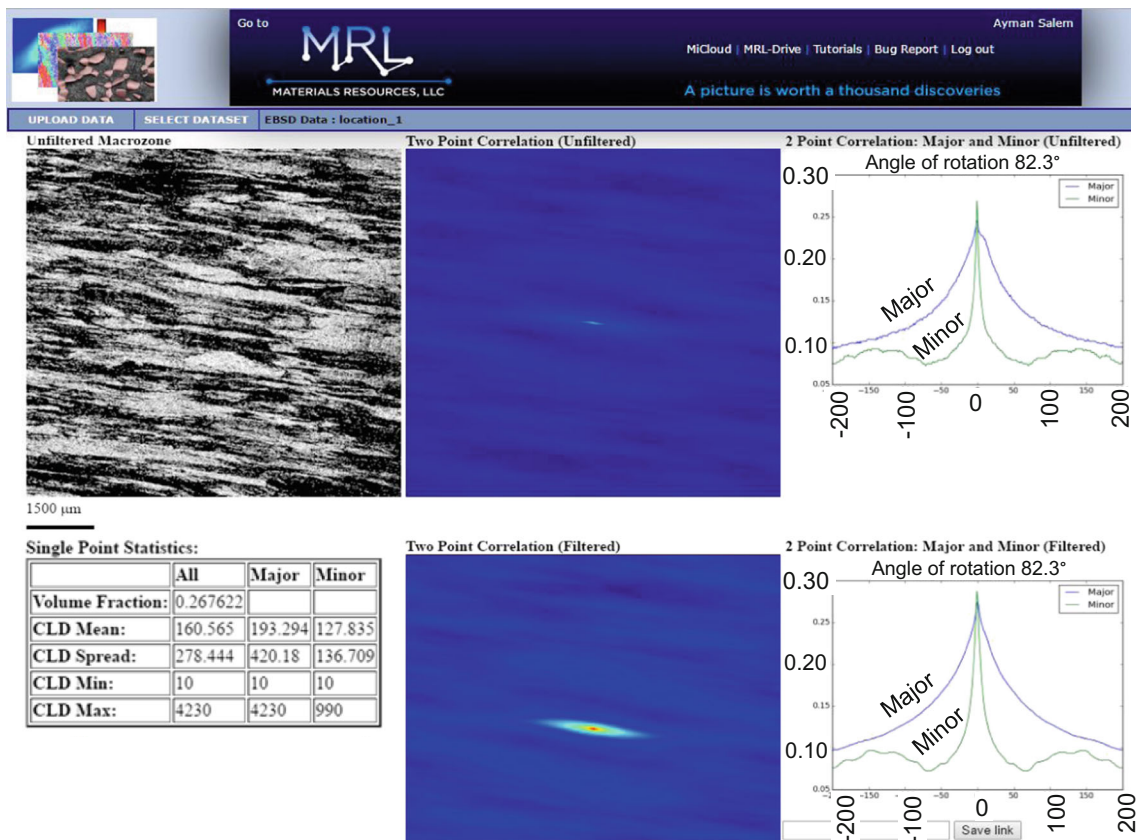 Go to
Ayman Salem
MRL
MATERIALS RESOURCES, LLC
MiCloud | MRL-Drive | Tutorials | Bug Report | Log out
A picture is worth a thousand discoveries
UPLOAD DATA SELECT DATASET EBSD Data : location_1
Unfiltered Macrozone
1500 μm
Two Point Correlation (Unfiltered)
2 Point Correlation: Major and Minor (Unfiltered)
Angle of rotation 82.3°
0.30
Major
Minor
0.25
0.20
0.15
0.10
0.05
Major
Minor
-150 -50 0 50 150
-200 -100 0 100 200
Single Point Statistics:
All Major Minor
Volume Fraction: 0.267622
CLD Mean: 160.565 193.294 127.835
CLD Spread: 278.444 420.18 136.709
CLD Min: 10 10 10
CLD Max: 4230 4230 990
Two Point Correlation (Filtered)
2 Point Correlation: Major and Minor (Filtered)
Angle of rotation 82.3°
0.30
Major
Minor
0.25
0.20
0.15
0.10
0.05
Major
Minor
-150 -50 50 150
-200 -100 0 100 200
Save link